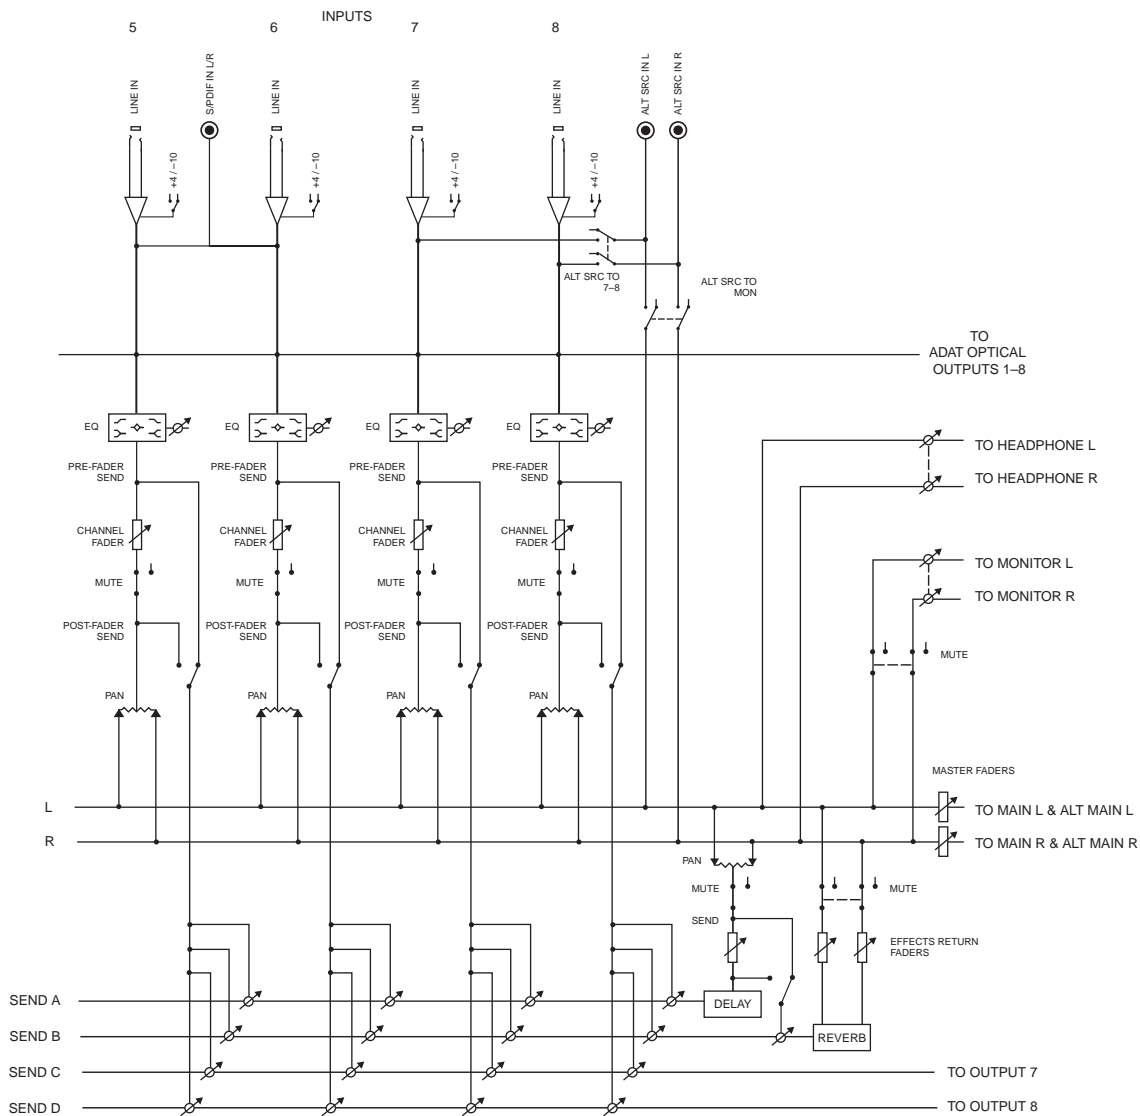 INPUTS
5 6 7 8
LINE IN
S/PDIF IN L/R
LINE IN
LINE IN
LINE IN
ALT SRC IN L
ALT SRC IN R
+4 / –10
+4 / –10
+4 / –10
+4 / –10
ALT SRC TO
7–8
ALT SRC TO
MON
TO
ADAT OPTICAL
OUTPUTS 1–8
EQ EQ EQ EQ
TO HEADPHONE L
PRE-FADER
SEND
PRE-FADER
SEND
PRE-FADER
SEND
PRE-FADER
SEND
TO HEADPHONE R
CHANNEL
FADER
CHANNEL
FADER
CHANNEL
FADER
CHANNEL
FADER
TO MONITOR L
MUTE MUTE MUTE MUTE
TO MONITOR R
POST-FADER
SEND
POST-FADER
SEND
POST-FADER
SEND
POST-FADER
SEND
MUTE
PAN PAN PAN PAN
MASTER FADERS
L
TO MAIN L & ALT MAIN L
R
TO MAIN R & ALT MAIN R
PAN
MUTE
MUTE
SEND
EFFECTS RETURN
FADERS
SEND A
DELAY
SEND B
REVERB
SEND C
TO OUTPUT 7
SEND D
TO OUTPUT 8